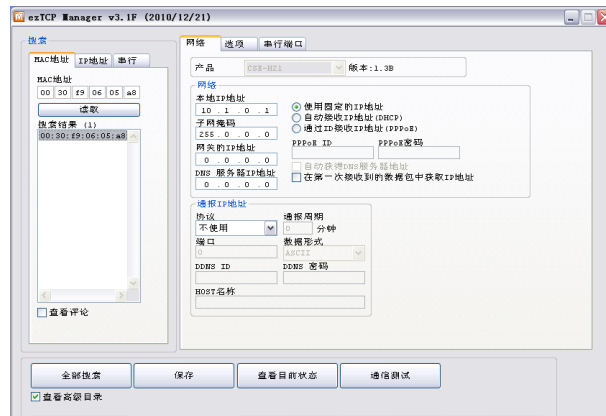 ezTCP Manager v3.1F (2010/12/21)
搜索
MAC地址 IP地址 串行
MAC地址
00 30 f9 06 05 a8
读取
搜索结果 (1)
00:30:f9:06:05:a8
查看评论
网络 选项 串行端口
产品 CSE-H21 版本:1.3B
网络
本地IP地址
10 . 1 . 0 . 1
子网掩码
255 . 0 . 0 . 0
网关的IP地址
0 . 0 . 0 . 0
DNS 服务器IP地址
0 . 0 . 0 . 0
使用固定的IP地址
自动接收IP地址(DHCP)
通过ID接收IP地址(PPPoE)
PPPoE ID PPPoE密码
自动获得DNS服务器地址
在第一次接收到的数据包中获取IP地址
通报IP地址
协议 通报周期
不使用 0 分钟
端口 数据形式
0 ASCII
DDNS ID DDNS 密码
HOST名称
全部搜索 保存 查看目前状态 通信测试
查看高级目录